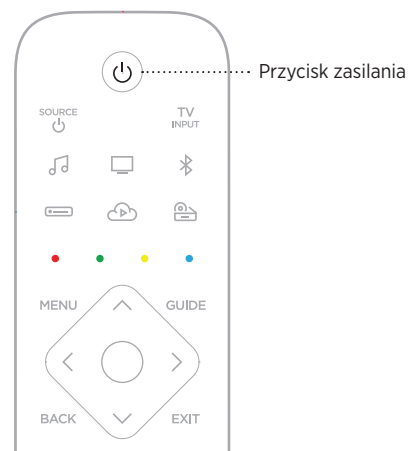 Przycisk zasilania
SOURCE
TV
INPUT
MENU
GUIDE
BACK
EXIT